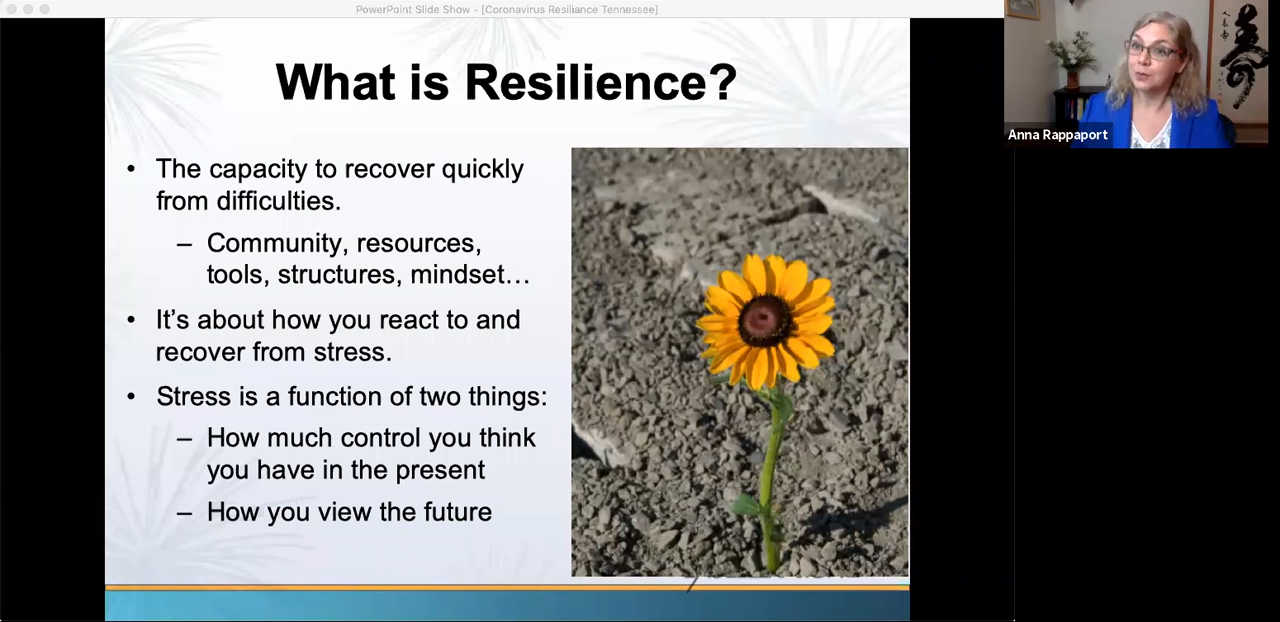 PowerPoint Slide Show - [Coronavirus Resiliance Tennessee]
What is Resilience?
• The capacity to recover quickly
from difficulties.
– Community, resources,
tools, structures, mindset…
• It’s about how you react to and
recover from stress.
• Stress is a function of two things:
– How much control you think
you have in the present
– How you view the future
Anna Rappaport
壽